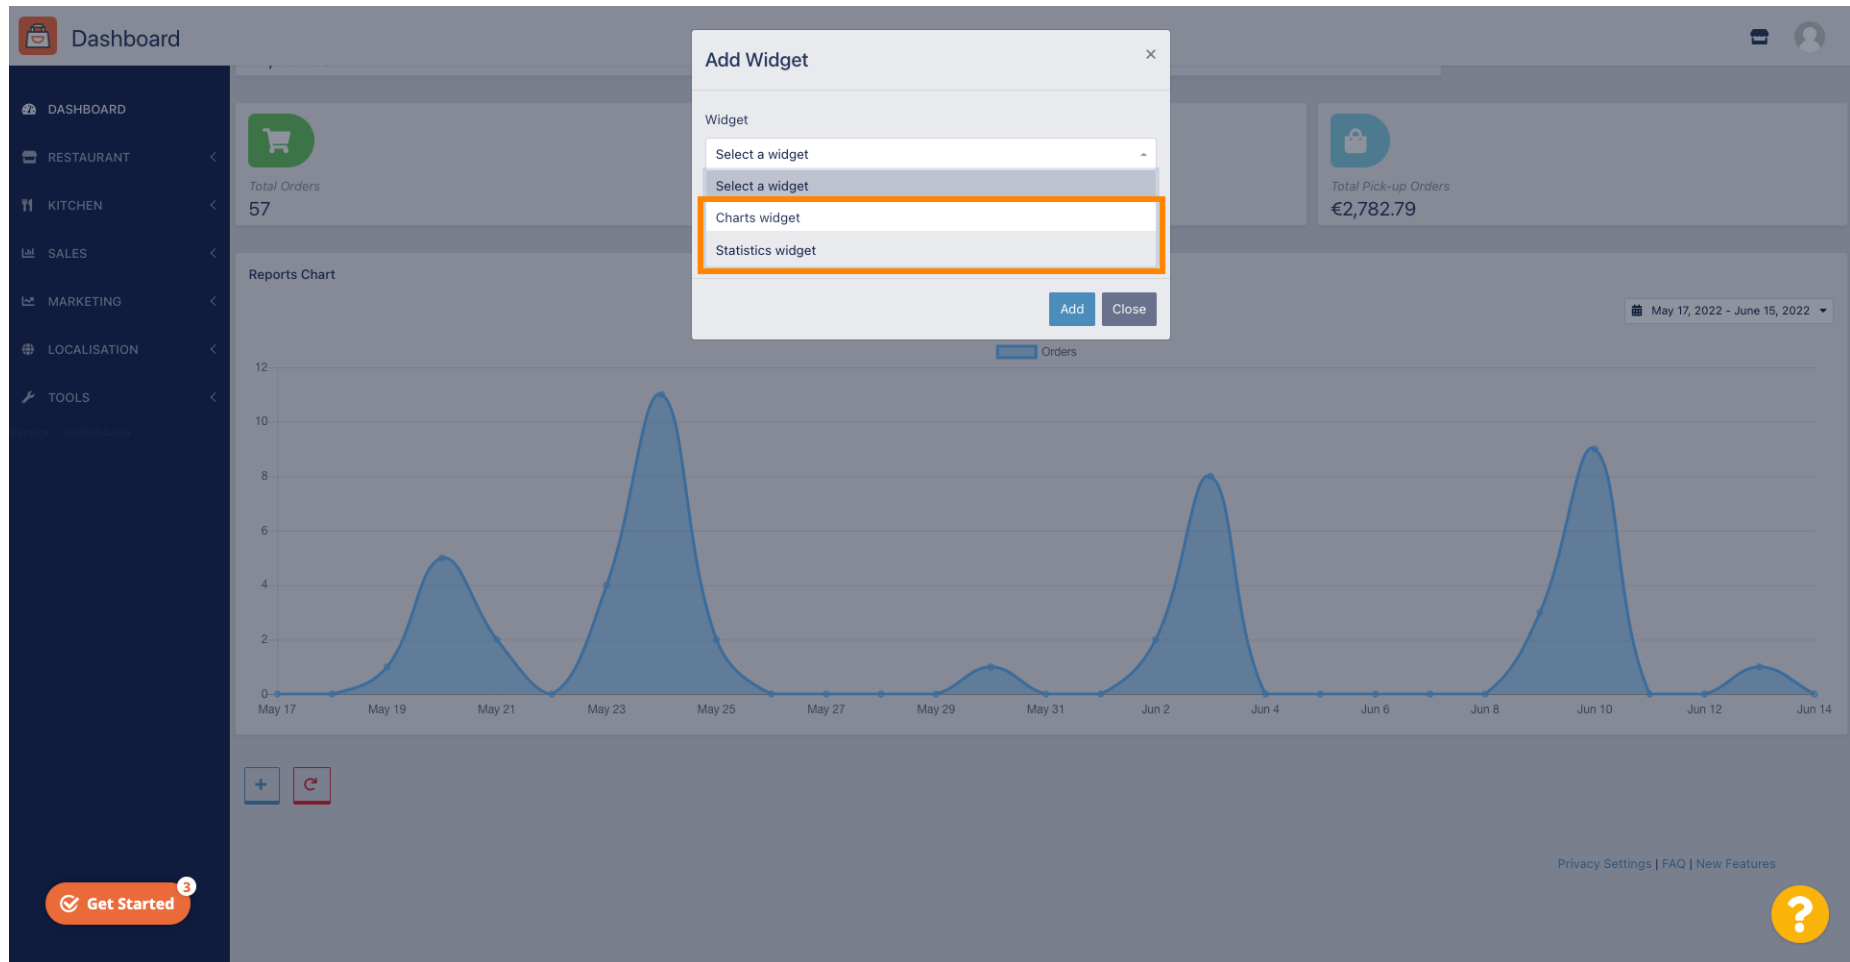 Dashboard
Add Widget
×
Widget
Select a widget
Select a widget
Charts widget
Statistics widget
Add
Close
DASHBOARD
RESTAURANT
KITCHEN
SALES
MARKETING
LOCALISATION
TOOLS
Total Orders
57
Total Pick-up Orders
€2,782.79
Reports Chart
May 17, 2022 - June 15, 2022
Orders
12
10
8
6
4
2
0
May 17 May 19 May 21 May 23 May 25 May 27 May 29 May 31 Jun 2 Jun 4 Jun 6 Jun 8 Jun 10 Jun 12 Jun 14
+
Privacy Settings | FAQ | New Features
3
Get Started
?